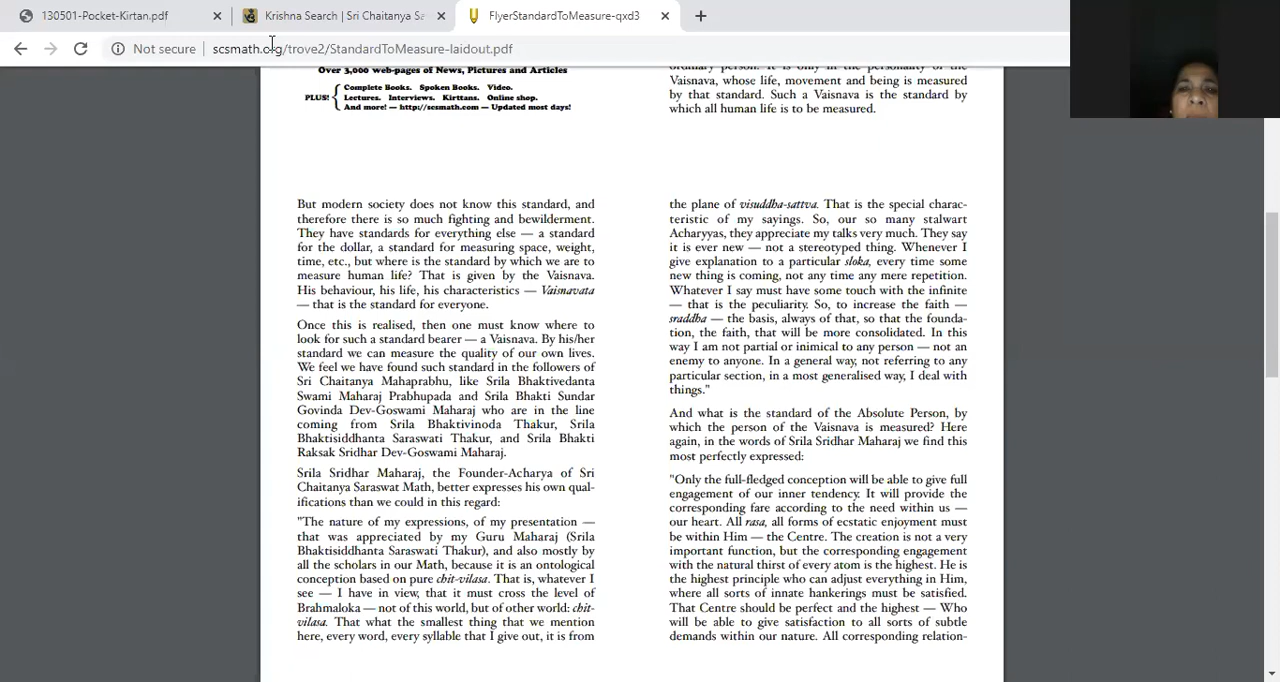 130501-Pocket-Kirtan.pdf
Krishna Search | Sri Chaitanya Sa
FlyerStandardToMeasure-qxd3
Not secure
scsmath.org/trove2/StandardToMeasure-laidout.pdf
Over 3,000 web-pages of News, Pictures and Articles
PLUS! { Complete Books. Spoken Books. Video.
Lectures. Interviews. Kirttans. Online shop.
And more! — http://scsmath.com — Updated most days!
ordinary person. It is only in the personality of the
Vaisnava, whose life, movement and being is measured
by that standard. Such a Vaisnava is the standard by
which all human life is to be measured.
But modern society does not know this standard, and
therefore there is so much fighting and bewilderment.
They have standards for everything else — a standard
for the dollar, a standard for measuring space, weight,
time, etc., but where is the standard by which we are to
measure human life? That is given by the Vaisnava.
His behaviour, his life, his characteristics — Vaisnavata
— that is the standard for everyone.
Once this is realised, then one must know where to
look for such a standard bearer — a Vaisnava. By his/her
standard we can measure the quality of our own lives.
We feel we have found such standard in the followers of
Sri Chaitanya Mahaprabhu, like Srila Bhaktivedanta
Swami Maharaj Prabhupada and Srila Bhakti Sundar
Govinda Dev-Goswami Maharaj who are in the line
coming from Srila Bhaktivinoda Thakur, Srila
Bhaktisiddhanta Saraswati Thakur, and Srila Bhakti
Raksak Sridhar Dev-Goswami Maharaj.
Srila Sridhar Maharaj, the Founder-Acharya of Sri
Chaitanya Saraswat Math, better expresses his own qual-
ifications than we could in this regard:
"The nature of my expressions, of my presentation —
that was appreciated by my Guru Maharaj (Srila
Bhaktisiddhanta Saraswati Thakur), and also mostly by
all the scholars in our Math, because it is an ontological
conception based on pure chit-vilasa. That is, whatever I
see — I have in view, that it must cross the level of
Brahmaloka — not of this world, but of other world: chit-
vilasa. That what the smallest thing that we mention
here, every word, every syllable that I give out, it is from
the plane of visuddha-sattva. That is the special charac-
teristic of my sayings. So, our so many stalwart
Acharyyas, they appreciate my talks very much. They say
it is ever new — not a stereotyped thing. Whenever I
give explanation to a particular sloka, every time some
new thing is coming, not any time any mere repetition.
Whatever I say must have some touch with the infinite
— that is the peculiarity. So, to increase the faith —
sraddha — the basis, always of that, so that the founda-
tion, the faith, that will be more consolidated. In this
way I am not partial or inimical to any person — not an
enemy to anyone. In a general way, not referring to any
particular section, in a most generalised way, I deal with
things."
And what is the standard of the Absolute Person, by
which the person of the Vaisnava is measured? Here
again, in the words of Srila Sridhar Maharaj we find this
most perfectly expressed:
"Only the full-fledged conception will be able to give full
engagement of our inner tendency. It will provide the
corresponding fare according to the need within us —
our heart. All rasa, all forms of ecstatic enjoyment must
be within Him — the Centre. The creation is not a very
important function, but the corresponding engagement
with the natural thirst of every atom is the highest. He is
the highest principle who can adjust everything in Him,
where all sorts of innate hankerings must be satisfied.
That Centre should be perfect and the highest — Who
will be able to give satisfaction to all sorts of subtle
demands within our nature. All corresponding relation-